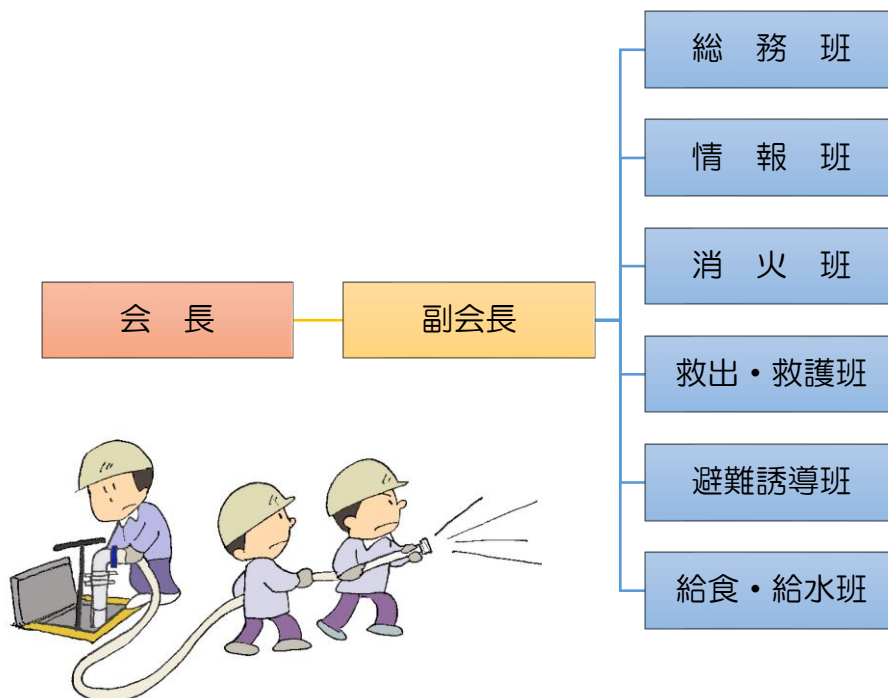 会　長
副会長
総　務　班
情　報　班
消　火　班
救出・救護班
避難誘導班
給食・給水班